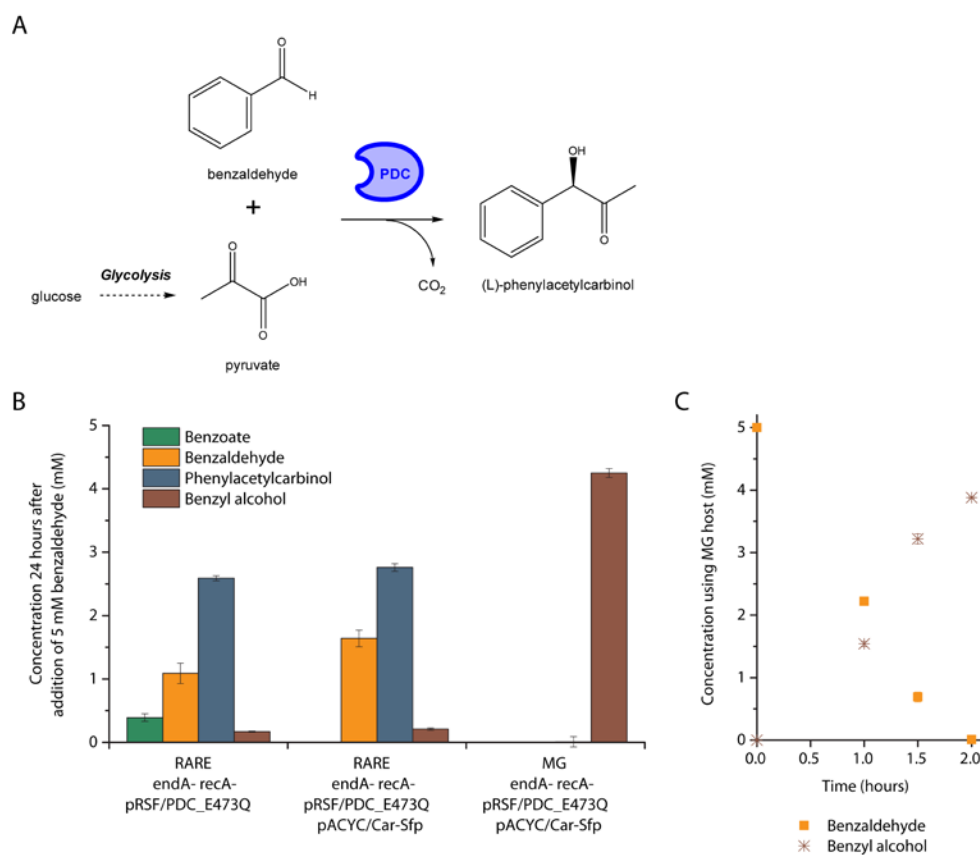 A
O
H
benzaldehyde
+
PDC
OH
O
Glycolysis
glucose
O
OH
O
CO2
(L)-phenylacetylcarbinol
pyruvate
B
C
Concentration 24 hours after
addition of 5 mM benzaldehyde (mM)
5
4
3
2
1
0
Benzoate
Benzaldehyde
Phenylacetylcarbinol
Benzyl alcohol
RARE
endA- recA-
pRSF/PDC_E473Q
RARE
endA- recA-
pRSF/PDC_E473Q
pACYC/Car-Sfp
MG
endA- recA-
pRSF/PDC_E473Q
pACYC/Car-Sfp
Concentration using MG host (mM)
5
4
3
2
1
0
0.0 0.5 1.0 1.5 2.0
Time (hours)
Benzaldehyde
Benzyl alcohol